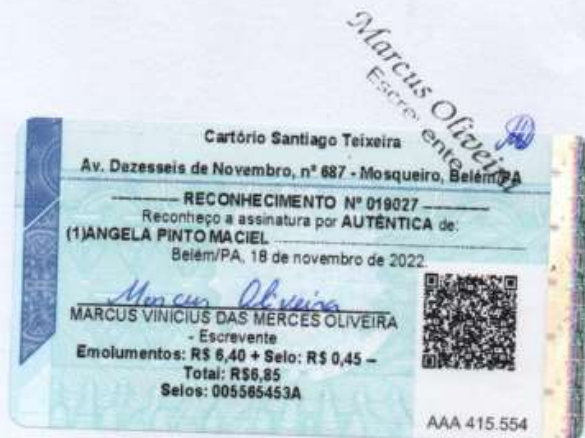 Marcus Oliveira
Escrevente
Cartório Santiago Teixeira
Av. Dezesseis de Novembro, nº 687 - Mosqueiro, Belém/PA
RECONHECIMENTO Nº 019027
Reconheço a assinatura por AUTÊNTICA de:
(1)ANGELA PINTO MACIEL
Belém/PA, 18 de novembro de 2022.
Marcus Oliveira
MARCUS VINICIUS DAS MERCES OLIVEIRA
- Escrevente
Emolumentos: R$ 6,40 + Selo: R$ 0,45 –
Total: R$6,85
Selos: 005565453A
AAA 415.554